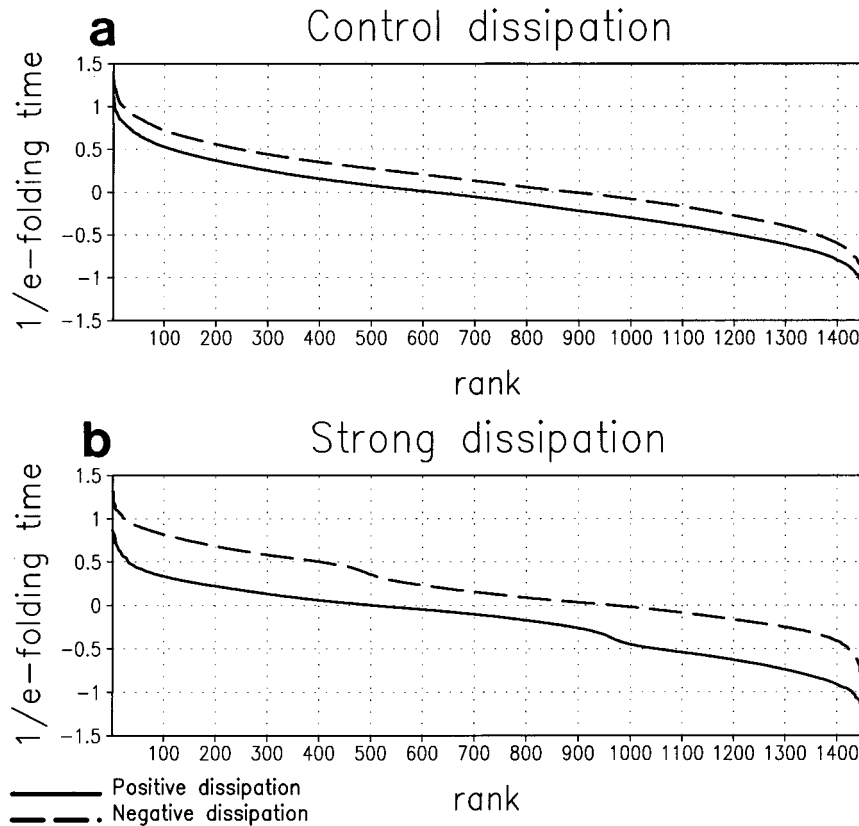 a Control dissipation
1/e-folding time
1.5
1
0.5
0
-0.5
-1
-1.5
100 200 300 400 500 600 700 800 900 1000 1100 1200 1300 1400
rank
b Strong dissipation
1/e-folding time
1.5
1
0.5
0
-0.5
-1
-1.5
100 200 300 400 500 600 700 800 900 1000 1100 1200 1300 1400
rank
Positive dissipation
Negative dissipation